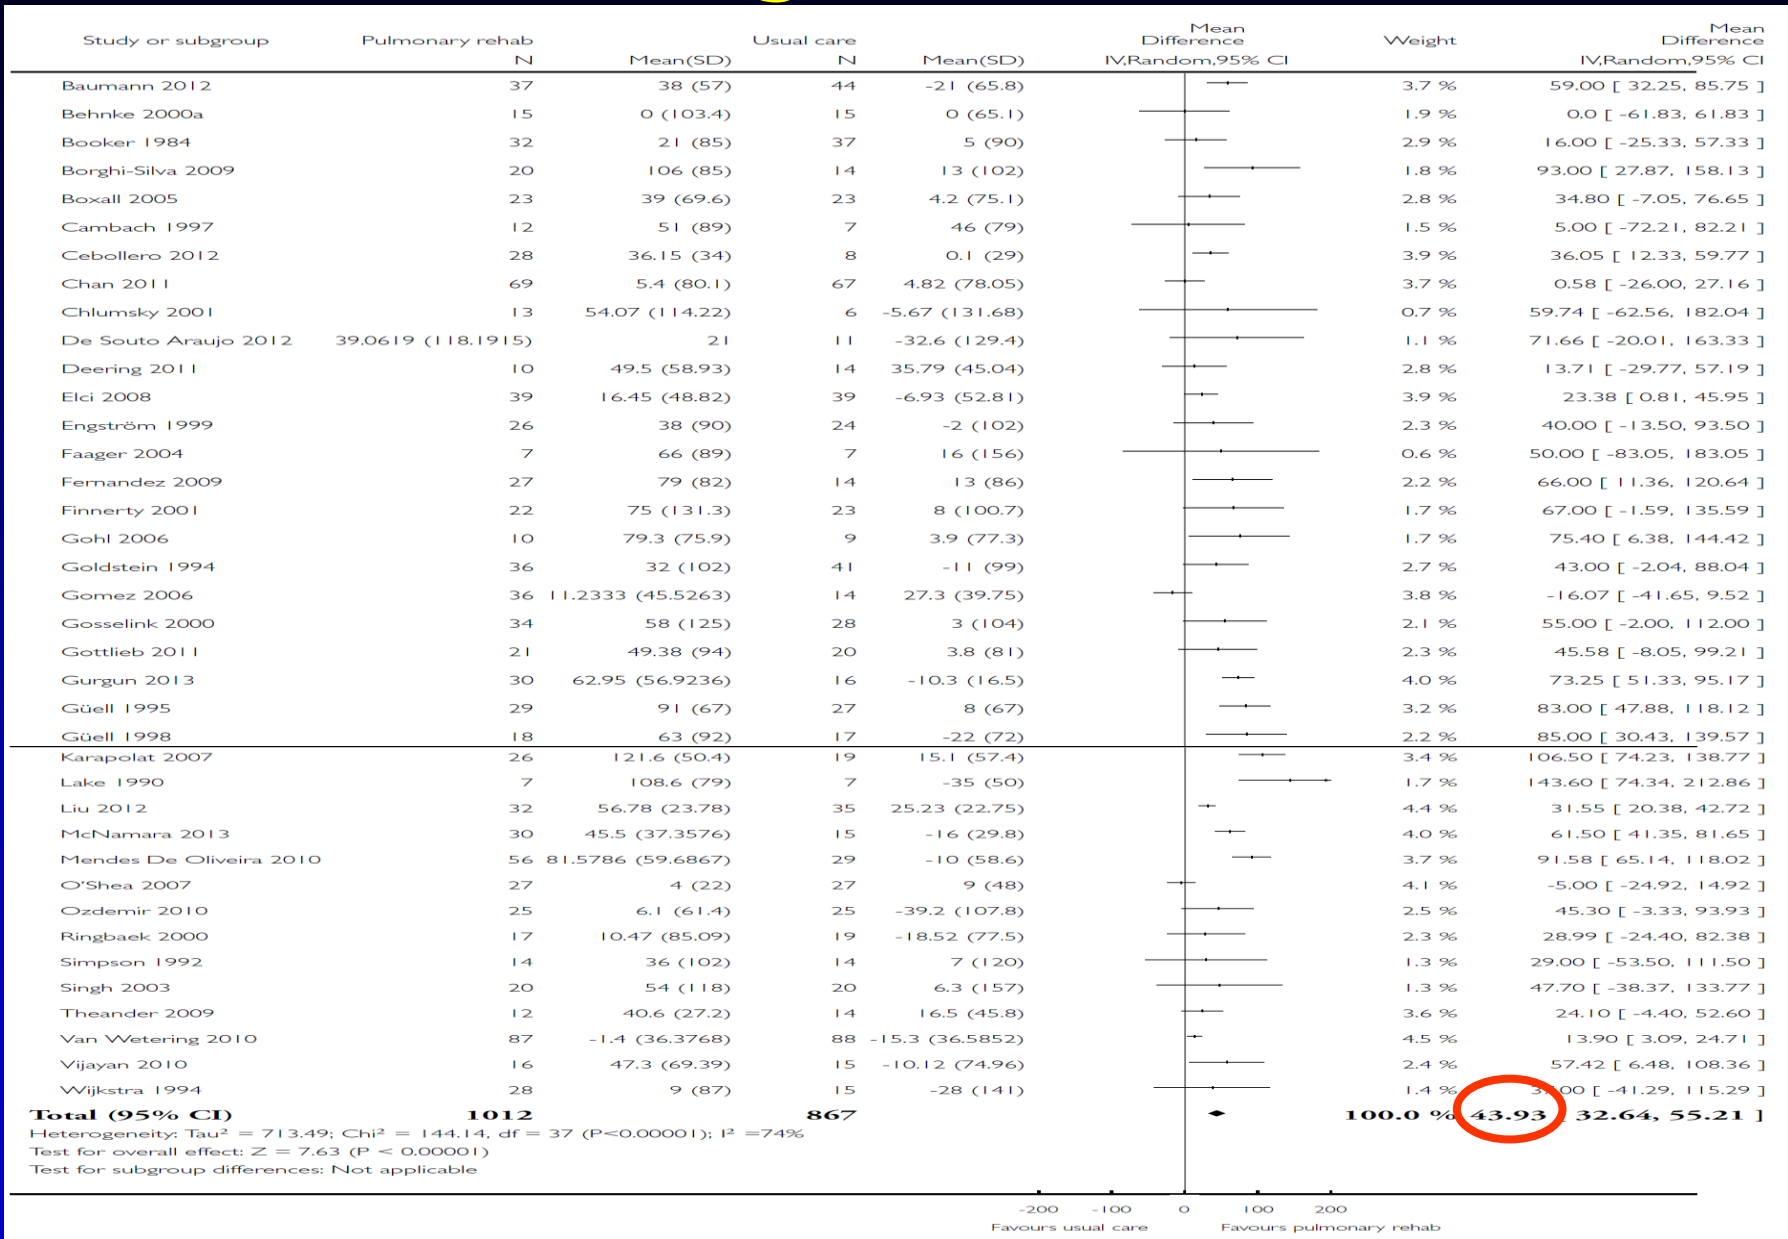 Study or subgroup Pulmonary rehab Usual care Mean Difference Weight Mean Difference
N Mean(SD) N Mean(SD) IV,Random,95% CI IV,Random,95% CI
Baumann 2012 37 38 (57) 44 -21 (65.8) 3.7 % 59.00 [ 32.25, 85.75 ]
Behnke 2000a 15 0 (103.4) 15 0 (65.1) 1.9 % 0.0 [ -61.83, 61.83 ]
Booker 1984 32 21 (85) 37 5 (90) 2.9 % 16.00 [ -25.33, 57.33 ]
Borghi-Silva 2009 20 106 (85) 14 13 (102) 1.8 % 93.00 [ 27.87, 158.13 ]
Boxall 2005 23 39 (69.6) 23 4.2 (75.1) 2.8 % 34.80 [ -7.05, 76.65 ]
Cambach 1997 12 51 (89) 7 46 (79) 1.5 % 5.00 [ -72.21, 82.21 ]
Cebollero 2012 28 36.15 (34) 8 0.1 (29) 3.9 % 36.05 [ 12.33, 59.77 ]
Chan 2011 69 5.4 (80.1) 67 4.82 (78.05) 3.7 % 0.58 [ -26.00, 27.16 ]
Chlumsky 2001 13 54.07 (114.22) 6 -5.67 (131.68) 0.7 % 59.74 [ -62.56, 182.04 ]
De Souto Araujo 2012 39.0619 (118.1915) 21 11 -32.6 (129.4) 1.1 % 71.66 [ -20.01, 163.33 ]
Deering 2011 10 49.5 (58.93) 14 35.79 (45.04) 2.8 % 13.71 [ -29.77, 57.19 ]
Elci 2008 39 16.45 (48.82) 39 -6.93 (52.81) 3.9 % 23.38 [ 0.81, 45.95 ]
Engström 1999 26 38 (90) 24 -2 (102) 2.3 % 40.00 [ -13.50, 93.50 ]
Faager 2004 7 66 (89) 7 16 (156) 0.6 % 50.00 [ -83.05, 183.05 ]
Fernandez 2009 27 79 (82) 14 13 (86) 2.2 % 66.00 [ 11.36, 120.64 ]
Finnerty 2001 22 75 (131.3) 23 8 (100.7) 1.7 % 67.00 [ -1.59, 135.59 ]
Gohl 2006 10 79.3 (75.9) 9 3.9 (77.3) 1.7 % 75.40 [ 6.38, 144.42 ]
Goldstein 1994 36 32 (102) 41 -11 (99) 2.7 % 43.00 [ -2.04, 88.04 ]
Gomez 2006 36 11.2333 (45.5263) 14 27.3 (39.75) 3.8 % -16.07 [ -41.65, 9.52 ]
Gosselink 2000 34 58 (125) 28 3 (104) 2.1 % 55.00 [ -2.00, 112.00 ]
Gottlieb 2011 21 49.38 (94) 20 3.8 (81) 2.3 % 45.58 [ -8.05, 99.21 ]
Gurgun 2013 30 62.95 (56.9236) 16 -10.3 (16.5) 4.0 % 73.25 [ 51.33, 95.17 ]
Güell 1995 29 91 (67) 27 8 (67) 3.2 % 83.00 [ 47.88, 118.12 ]
Güell 1998 18 63 (92) 17 -22 (72) 2.2 % 85.00 [ 30.43, 139.57 ]
Karapolat 2007 26 121.6 (50.4) 19 15.1 (57.4) 3.4 % 106.50 [ 74.23, 138.77 ]
Lake 1990 7 108.6 (79) 7 -35 (50) 1.7 % 143.60 [ 74.34, 212.86 ]
Liu 2012 32 56.78 (23.78) 35 25.23 (22.75) 4.4 % 31.55 [ 20.38, 42.72 ]
McNamara 2013 30 45.5 (37.3576) 15 -16 (29.8) 4.0 % 61.50 [ 41.35, 81.65 ]
Mendes De Oliveira 2010 56 81.5786 (59.6867) 29 -10 (58.6) 3.7 % 91.58 [ 65.14, 118.02 ]
O'Shea 2007 27 4 (22) 27 9 (48) 4.1 % -5.00 [ -24.92, 14.92 ]
Ozdemir 2010 25 6.1 (61.4) 25 -39.2 (107.8) 2.5 % 45.30 [ -3.33, 93.93 ]
Ringbaek 2000 17 10.47 (85.09) 19 -18.52 (77.5) 2.3 % 28.99 [ -24.40, 82.38 ]
Simpson 1992 14 36 (102) 14 7 (120) 1.3 % 29.00 [ -53.50, 111.50 ]
Singh 2003 20 54 (118) 20 6.3 (157) 1.3 % 47.70 [ -38.37, 133.77 ]
Theander 2009 12 40.6 (27.2) 14 16.5 (45.8) 3.6 % 24.10 [ -4.40, 52.60 ]
Van Wetering 2010 87 -1.4 (36.3768) 88 -15.3 (36.5852) 4.5 % 13.90 [ 3.09, 24.71 ]
Vijayan 2010 16 47.3 (69.39) 15 -10.12 (74.96) 2.4 % 57.42 [ 6.48, 108.36 ]
Wijkstra 1994 28 9 (87) 15 -28 (141) 1.4 % [ -41.29, 115.29 ]
Total (95% CI) 1012 867 100.0 % 43.93 [ 32.64, 55.21 ]
Heterogeneity: Tau² = 713.49; Chi² = 144.14, df = 37 (P<0.00001); I² =74%
Test for overall effect: Z = 7.63 (P < 0.00001)
Test for subgroup differences: Not applicable
-200 -100 0 100 200
Favours usual care Favours pulmonary rehab